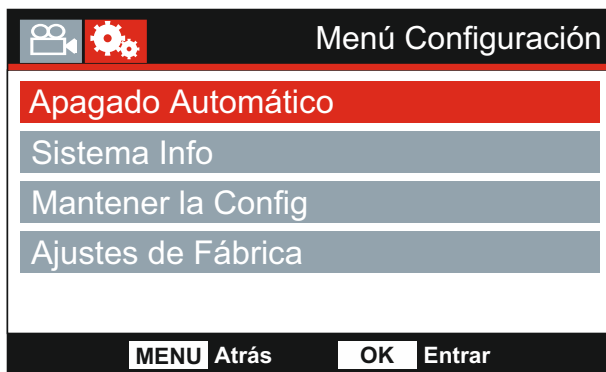 Menú Configuración
Apagado Automático
Sistema Info
Mantener la Config
Ajustes de Fábrica
MENU Atrás OK Entrar